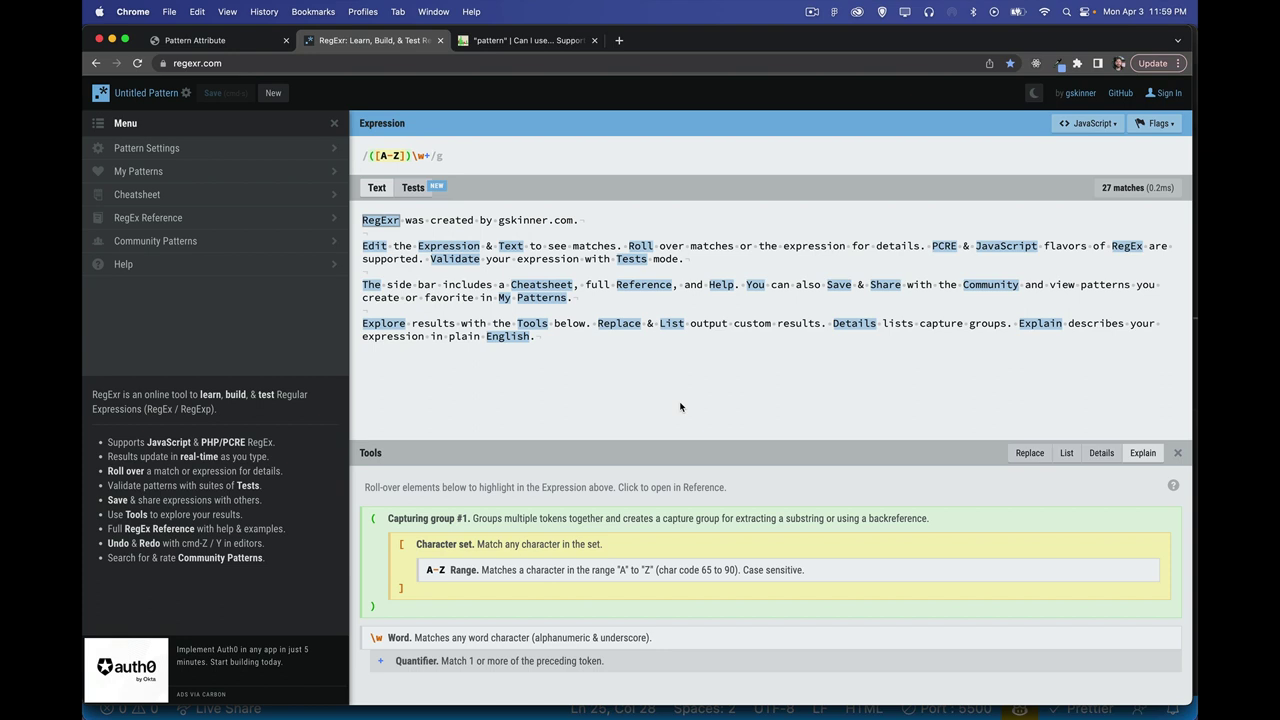 Chrome File Edit View History Bookmarks Profiles Tab Window Help Mon Apr 3 11:59 PM
Pattern Attribute
RegExr: Learn, Build, & Test Re
"pattern" | Can I use... Suppor
regexr.com
Update
Untitled Pattern
Save (cmd-s)
New
by gskinner GitHub Sign In
Menu
Pattern Settings
My Patterns
Cheatsheet
RegEx Reference
Community Patterns
Help
RegExr is an online tool to learn, build, & test Regular
Expressions (RegEx / RegExp).
• Supports JavaScript & PHP/PCRE RegEx.
• Results update in real-time as you type.
• Roll over a match or expression for details.
• Validate patterns with suites of Tests.
• Save & share expressions with others.
• Use Tools to explore your results.
• Full RegEx Reference with help & examples.
• Undo & Redo with cmd-Z / Y in editors.
• Search for & rate Community Patterns.
auth0
by Okta
Implement Auth0 in any app in just 5
minutes. Start building today.
ADS VIA CARBON
Expression
<> JavaScript
Flags
/([A-Z])\w+/g
Text
Tests NEW
27 matches (0.2ms)
RegExr was created by gskinner.com.
Edit the Expression & Text to see matches. Roll over matches or the expression for details. PCRE & JavaScript flavors of RegEx are
supported. Validate your expression with Tests mode.
The side bar includes a Cheatsheet, full Reference, and Help. You can also Save & Share with the Community and view patterns you
create or favorite in My Patterns.
Explore results with the Tools below. Replace & List output custom results. Details lists capture groups. Explain describes your
expression in plain English.
Tools
Replace List Details Explain
Roll-over elements below to highlight in the Expression above. Click to open in Reference.
( Capturing group #1. Groups multiple tokens together and creates a capture group for extracting a substring or using a backreference.
[ Character set. Match any character in the set.
A-Z Range. Matches a character in the range "A" to "Z" (char code 65 to 90). Case sensitive.
]
)
\w Word. Matches any word character (alphanumeric & underscore).
+ Quantifier. Match 1 or more of the preceding token.
0 0 Live Share Ln 25, Col 28 Spaces: 2 UTF-8 LF HTML Port : 5500 Prettier